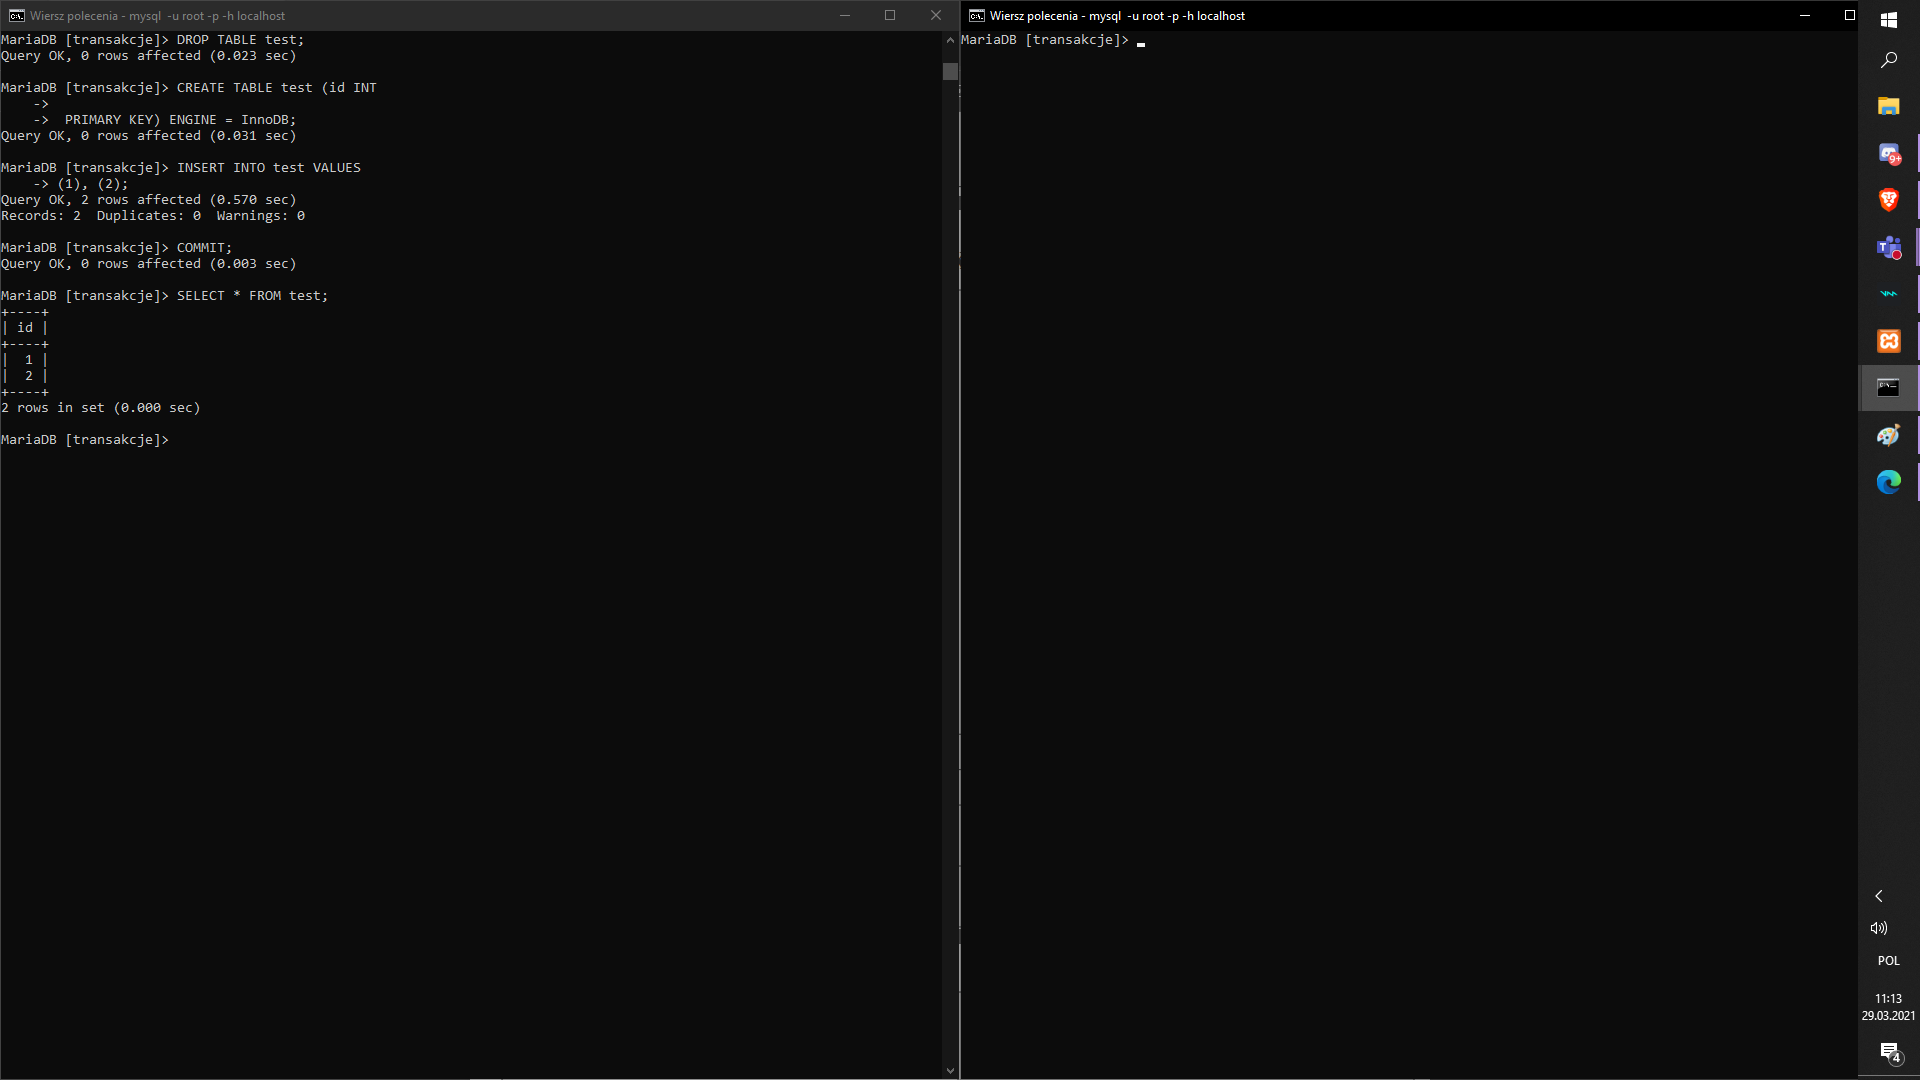 Wiersz polecenia - mysql  -u root -p -h localhost
MariaDB [transakcje]> DROP TABLE test;
Query OK, 0 rows affected (0.023 sec)
MariaDB [transakcje]> CREATE TABLE test (id INT
    ->
    ->  PRIMARY KEY) ENGINE = InnoDB;
Query OK, 0 rows affected (0.031 sec)
MariaDB [transakcje]> INSERT INTO test VALUES
    -> (1), (2);
Query OK, 2 rows affected (0.570 sec)
Records: 2  Duplicates: 0  Warnings: 0
MariaDB [transakcje]> COMMIT;
Query OK, 0 rows affected (0.003 sec)
MariaDB [transakcje]> SELECT * FROM test;
+----+
| id |
+----+
|  1 |
|  2 |
+----+
2 rows in set (0.000 sec)
MariaDB [transakcje]>
Wiersz polecenia - mysql  -u root -p -h localhost
MariaDB [transakcje]>
9+
POL
11:13
29.03.2021
4